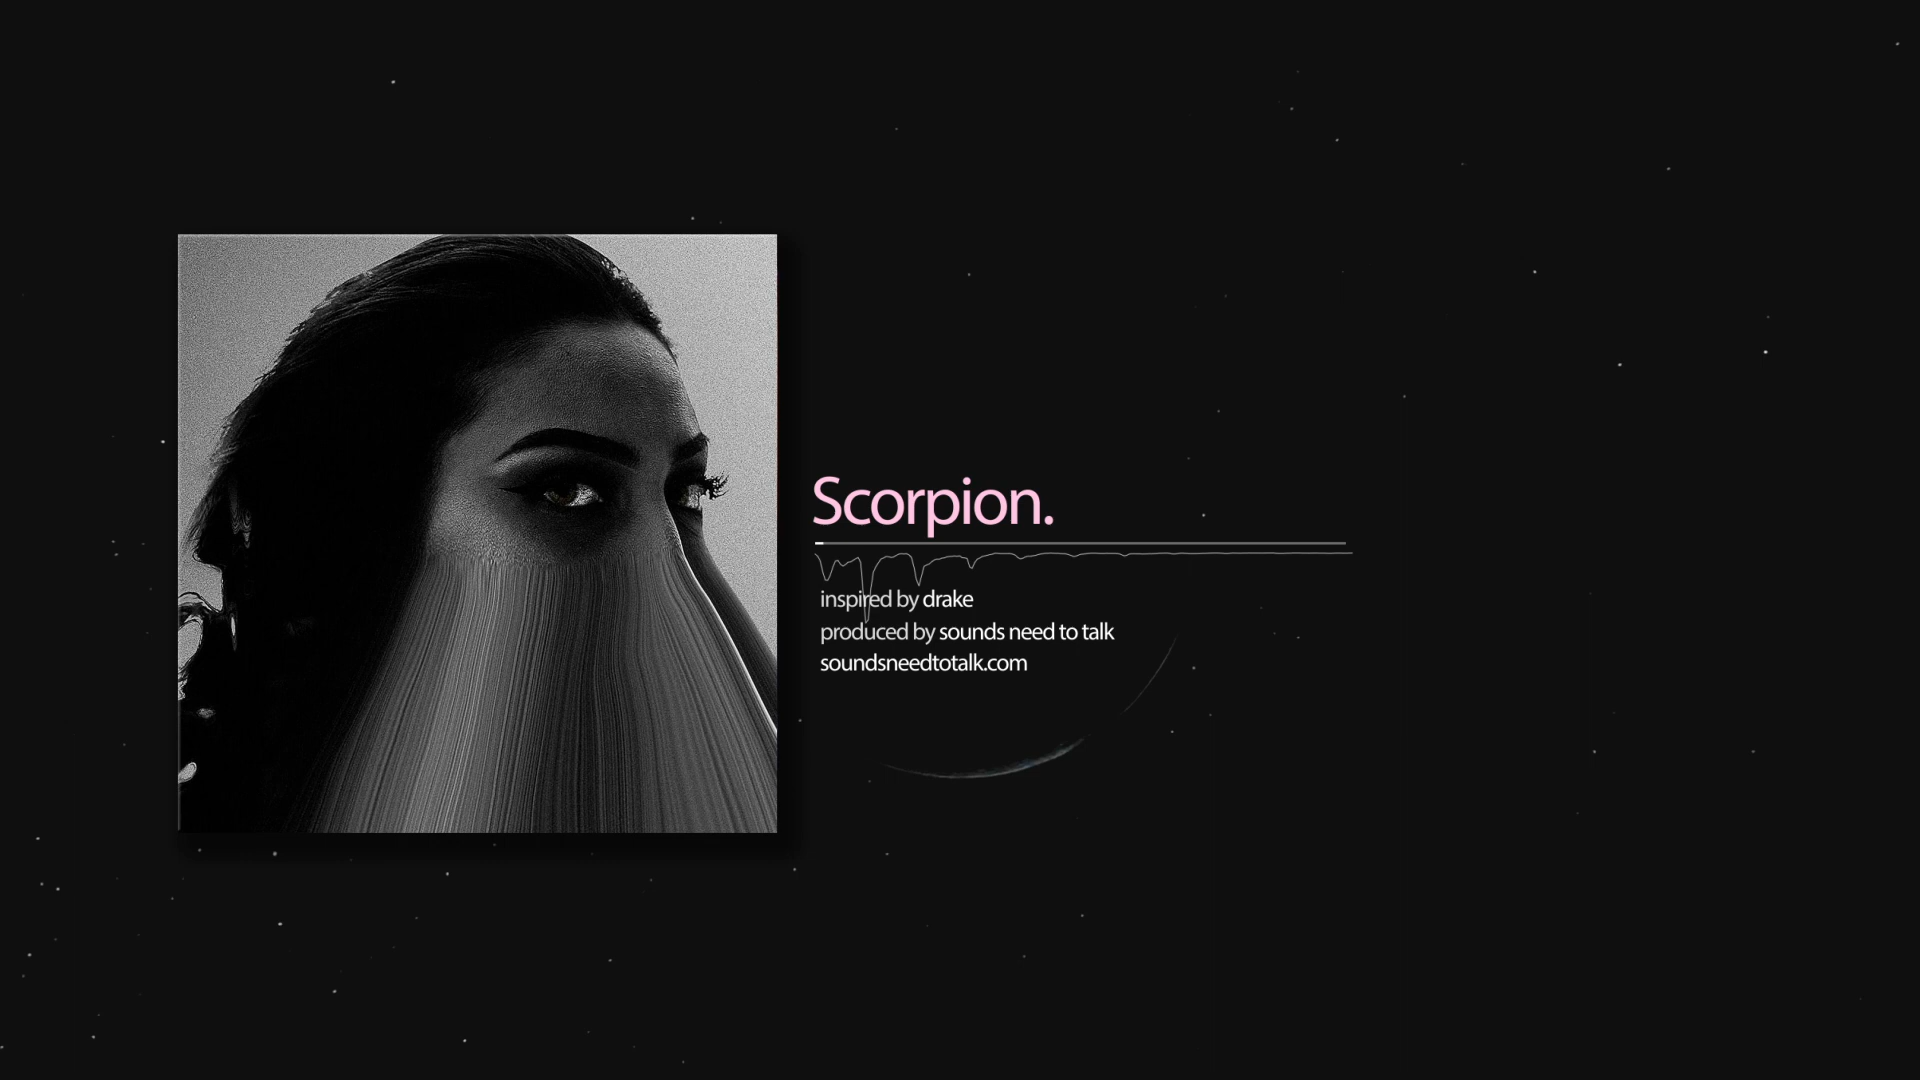 Scorpion.
inspired by drake
produced by sounds need to talk
soundsneedtotalk.com